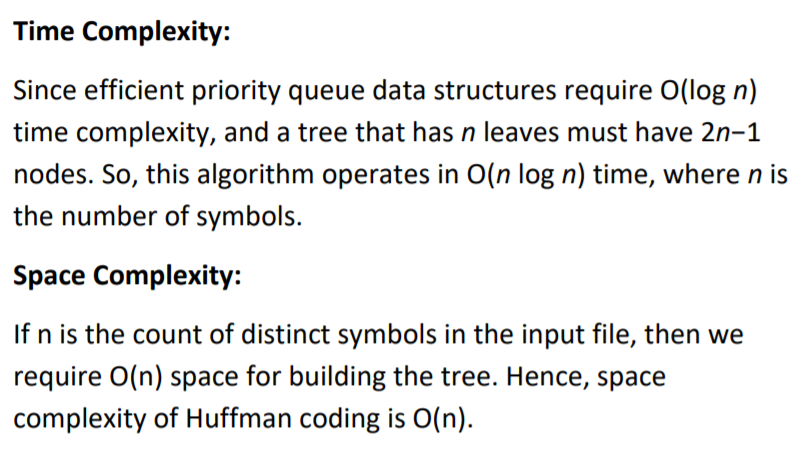 Time Complexity:
Since efficient priority queue data structures require O(log n)
time complexity, and a tree that has n leaves must have 2n−1
nodes. So, this algorithm operates in O(n log n) time, where n is
the number of symbols.
Space Complexity:
If n is the count of distinct symbols in the input file, then we
require O(n) space for building the tree. Hence, space
complexity of Huffman coding is O(n).